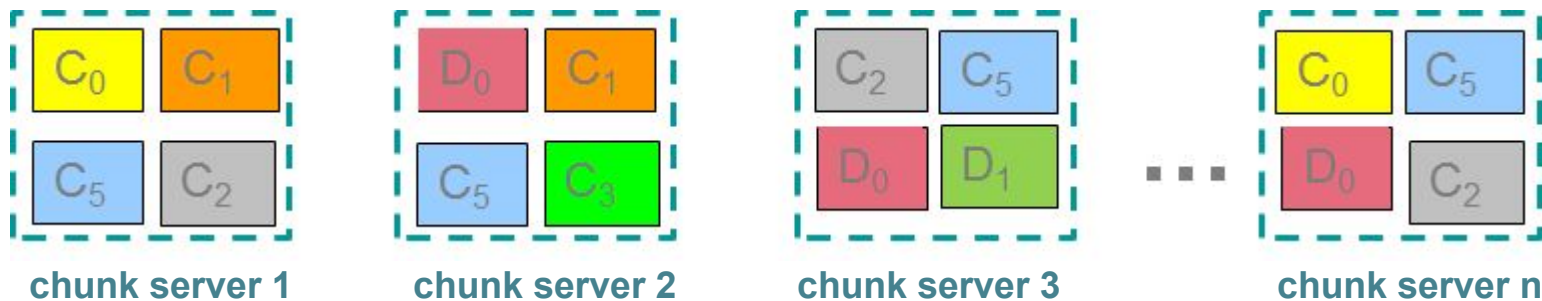 C₀ C₁ D₀ C₁ C₂ C₅ C₀ C₅
C₅ C₂ C₅ C₃ D₀ D₁ ... D₀ C₂
chunk server 1 chunk server 2 chunk server 3 chunk server n